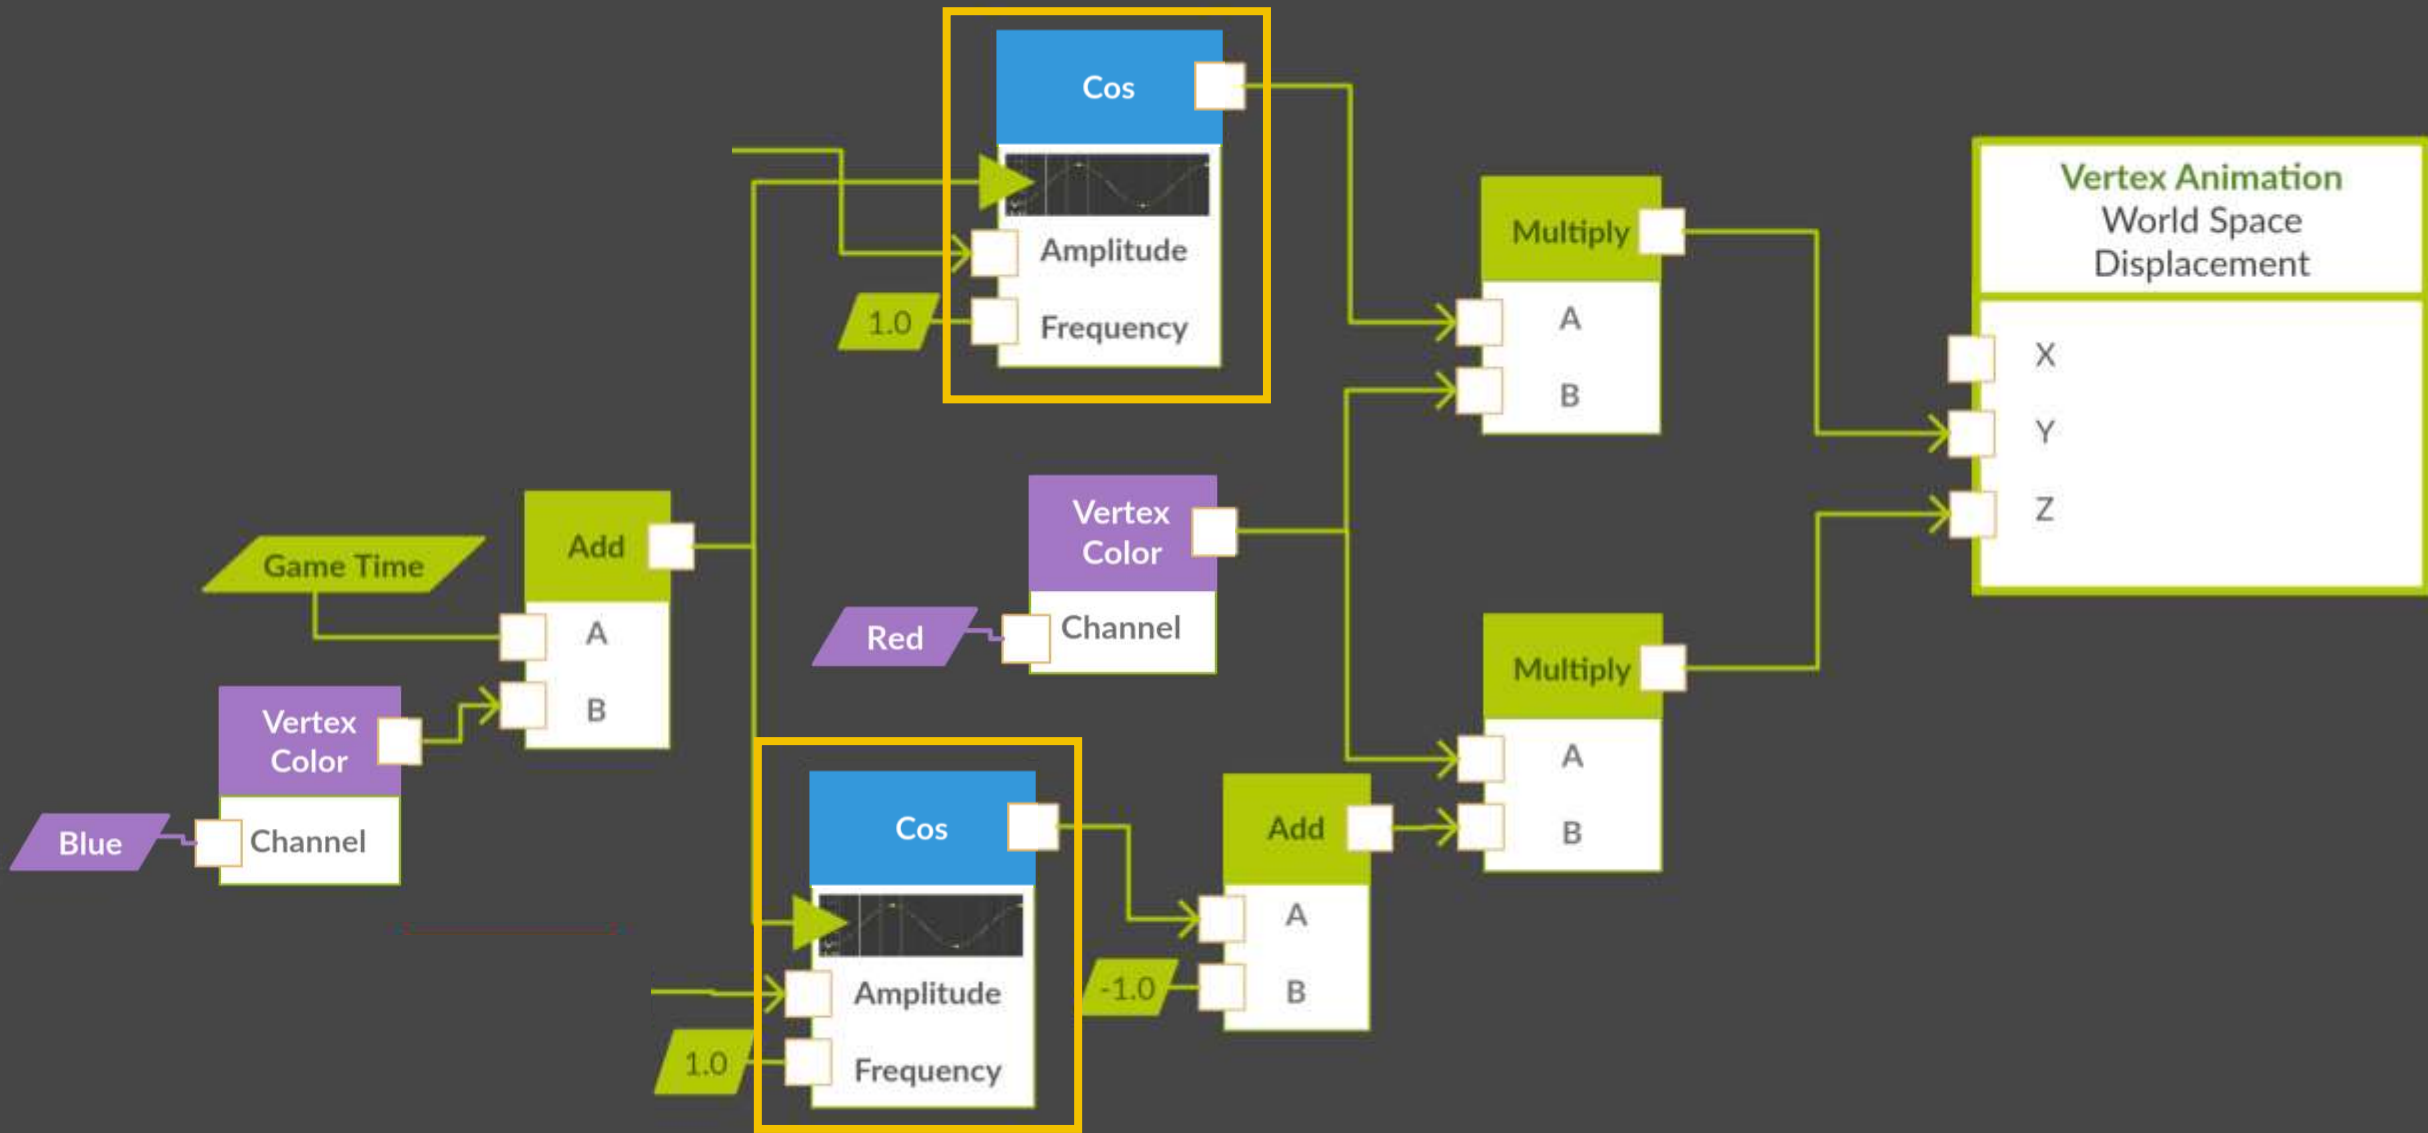 Cos
Amplitude
1.0
Frequency
Multiply
A
B
Vertex Animation
World Space
Displacement
X
Y
Z
Game Time
Add
A
B
Vertex
Color
Red
Channel
Vertex
Color
Blue
Channel
Multiply
A
B
Cos
Amplitude
1.0
Frequency
Add
A
-1.0
B